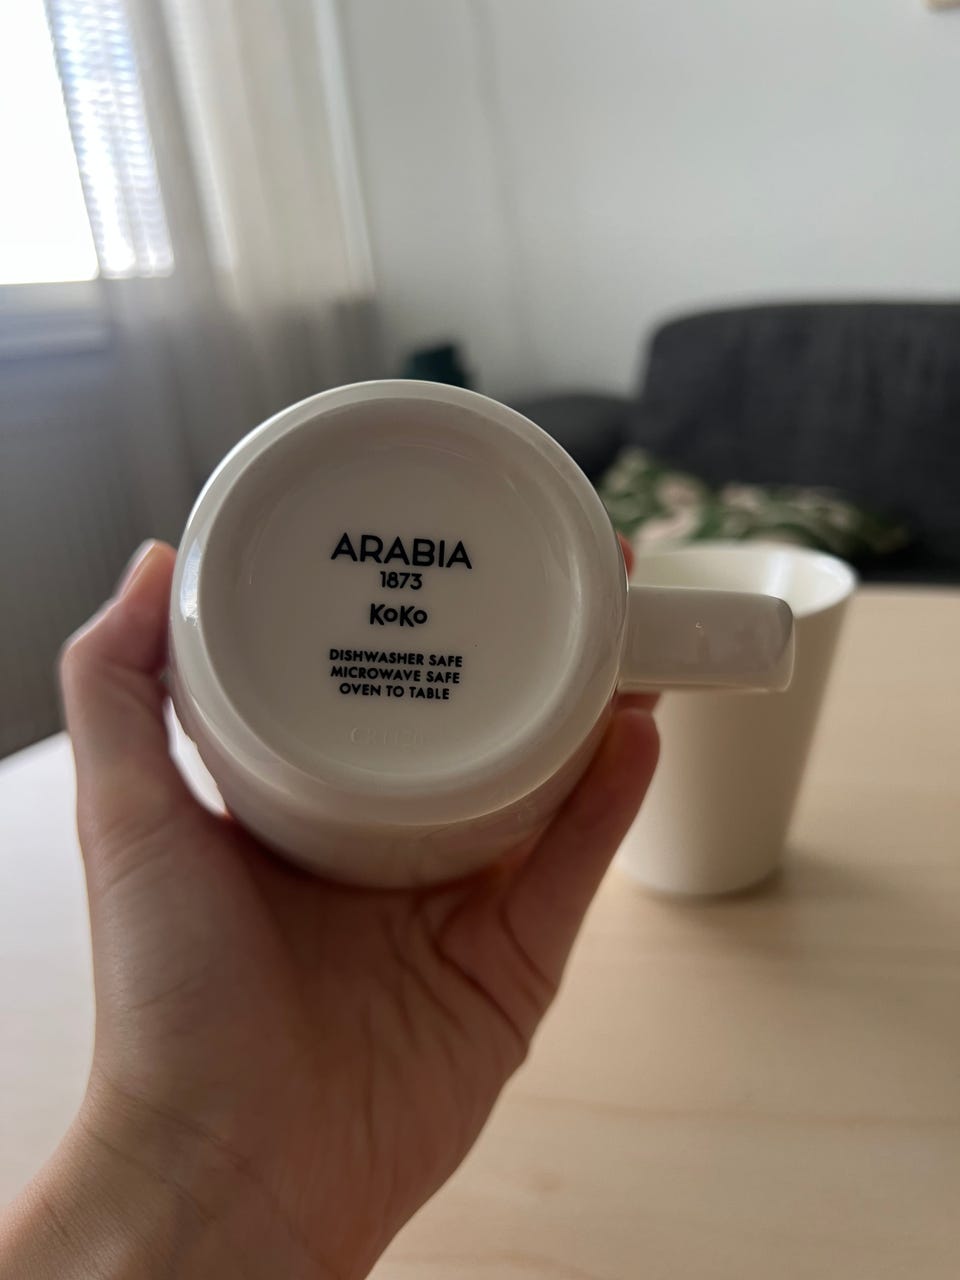 ARABIA
1873
KoKo
DISHWASHER SAFE
MICROWAVE SAFE
OVEN TO TABLE